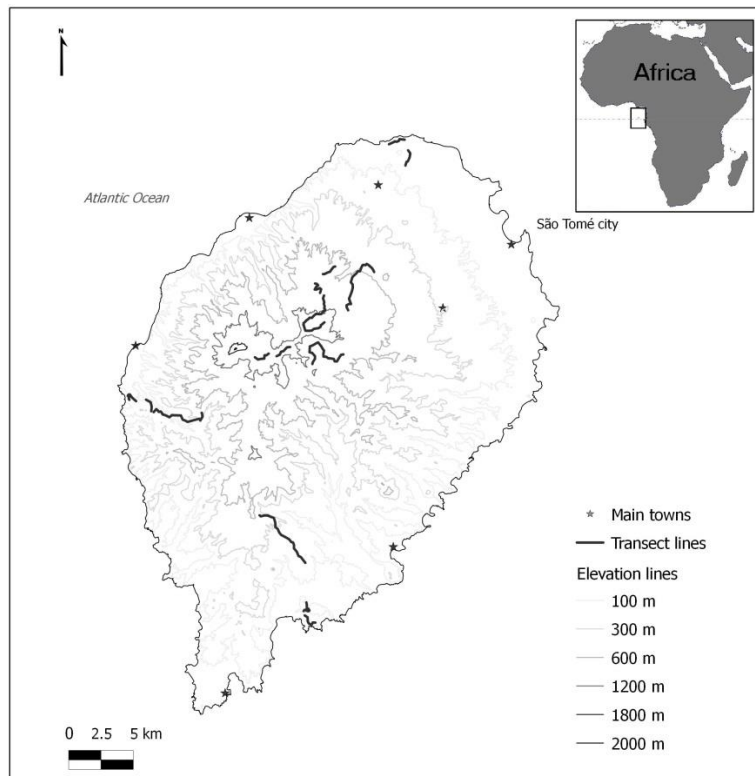 N
Africa
Atlantic Ocean
São Tomé city
Main towns
Transect lines
Elevation lines
100 m
300 m
600 m
1200 m
1800 m
2000 m
0 2.5 5 km